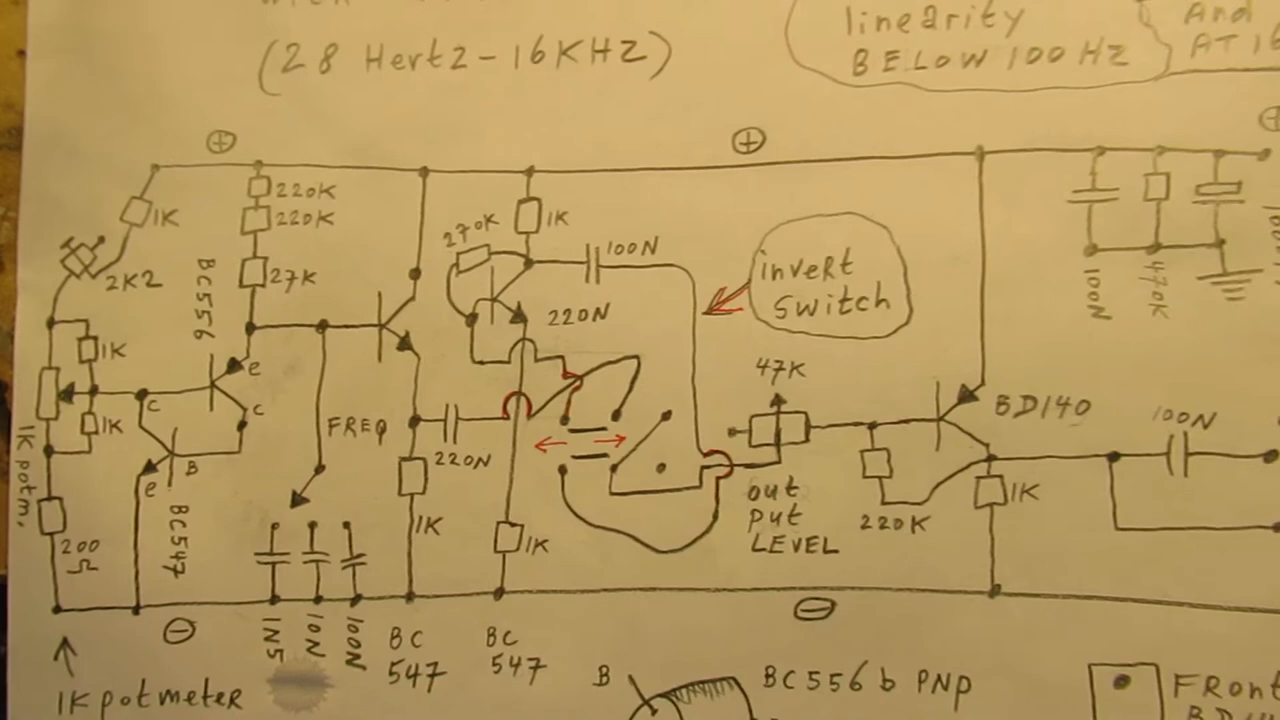 (28 Hertz - 16KHZ)
linearity
BELOW 100 HZ
And
AT 16
⊕
⊕
⊕
1K
2K2
220K
220K
27K
BC556
1K
1K
1K potm.
200
e
c
c
B
e
BC547
FREQ
1N5
10N
100N
270K
1K
100N
220N
220N
1K
1K
BC
547
BC
547
invert
switch
47K
out
put
LEVEL
220K
BD140
1K
100N
100N
470K
⊖
⊖
1K potmeter
B
BC556b PNP
FRont